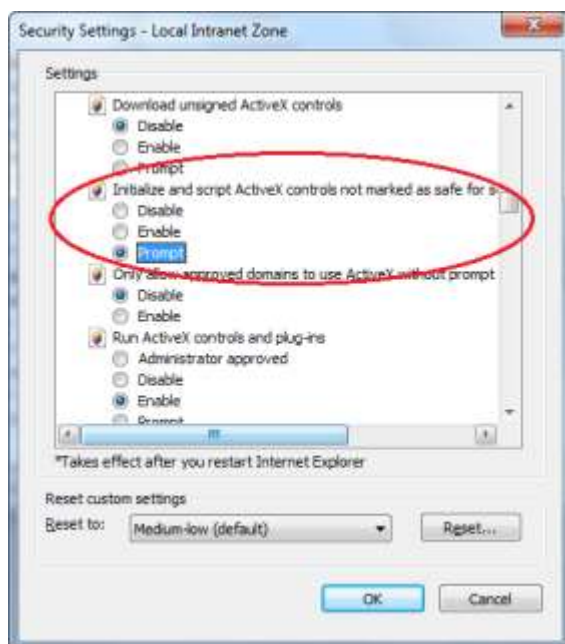 Security Settings - Local Intranet Zone
Settings
Download unsigned ActiveX controls
Disable
Enable
Prompt
Initialize and script ActiveX controls not marked as safe for s
Disable
Enable
Prompt
Only allow approved domains to use ActiveX without prompt
Disable
Enable
Run ActiveX controls and plug-ins
Administrator approved
Disable
Enable
Prompt
*Takes effect after you restart Internet Explorer
Reset custom settings
Reset to: Medium-low (default) Reset...
OK Cancel